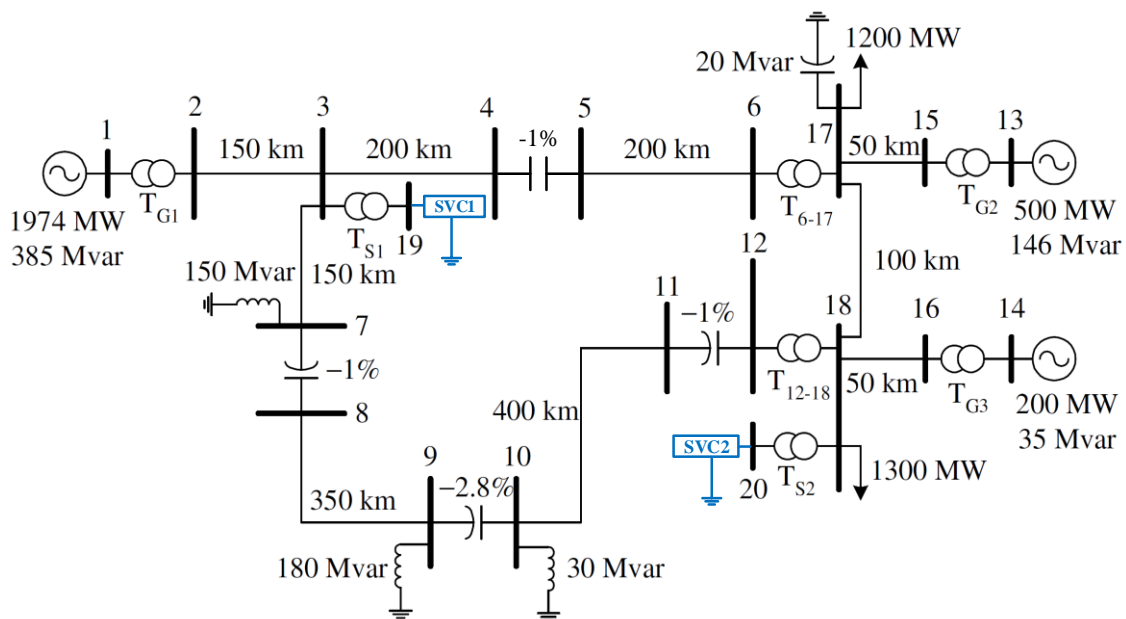 1200 MW
20 Mvar
1
2
3
4
-1%
5
6
17
15
13
50 km
150 km
200 km
200 km
T_G1
T_6-17
T_G2
1974 MW
385 Mvar
T_S1
19
SVC1
500 MW
146 Mvar
150 Mvar
150 km
12
100 km
11
7
−1%
18
16
14
−1%
T_12-18
50 km
T_G3
8
400 km
200 MW
35 Mvar
9
10
SVC2
20
T_S2
1300 MW
350 km
−2.8%
180 Mvar
30 Mvar